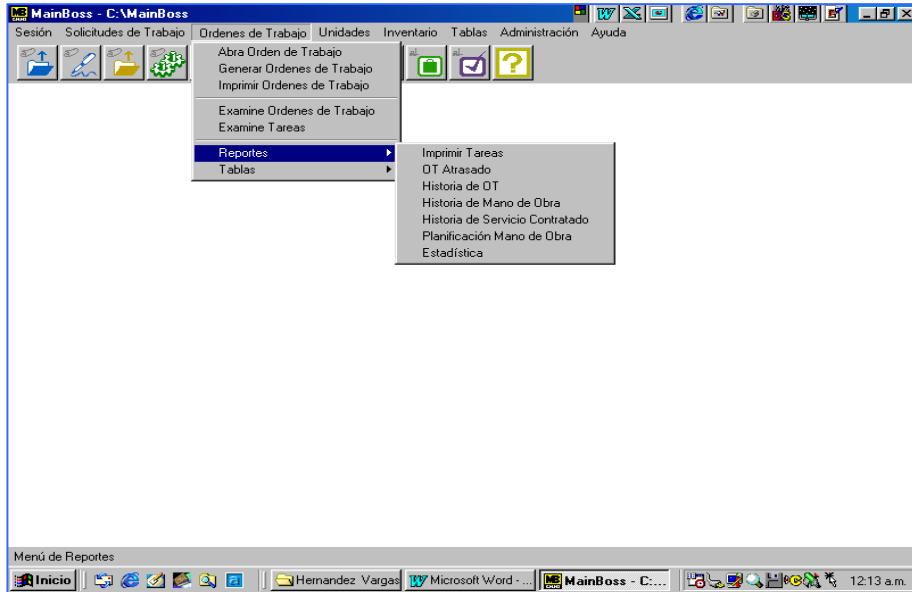 MainBoss - C:\MainBoss
Sesión Solicitudes de Trabajo Ordenes de Trabajo Unidades Inventario Tablas Administración Ayuda
Abra Orden de Trabajo
Generar Ordenes de Trabajo
Imprimir Ordenes de Trabajo
Examine Ordenes de Trabajo
Examine Tareas
Reportes
Tablas
Imprimir Tareas
OT Atrasado
Historia de OT
Historia de Mano de Obra
Historia de Servicio Contratado
Planificación Mano de Obra
Estadística
Menú de Reportes
Inicio Hernandez Vargas Microsoft Word - ... MainBoss - C:... 12:13 a.m.